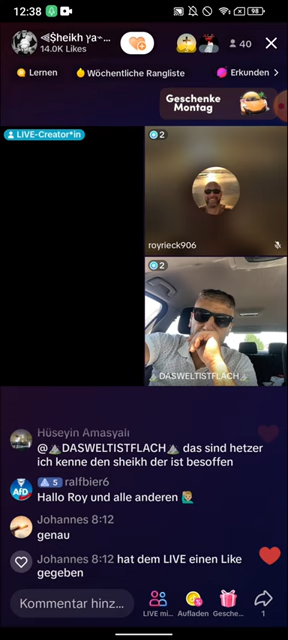 12:38
98
$heikh ya~...
14.0K Likes
40
Lernen
Wöchentliche Rangliste
Erkunden
Geschenke
Montag
LIVE-Creator*in
2
royrieck906
2
DASWELTISTFLACH
Hüseyin Amasyalı
@DASWELTISTFLACH das sind hetzer
ich kenne den sheikh der ist besoffen
AfD
5 ralfbier6
Hallo Roy und alle anderen
Johannes 8:12
genau
Johannes 8:12 hat dem LIVE einen Like
gegeben
Kommentar hinz...
LIVE mi...
Aufladen
Gesche...
1